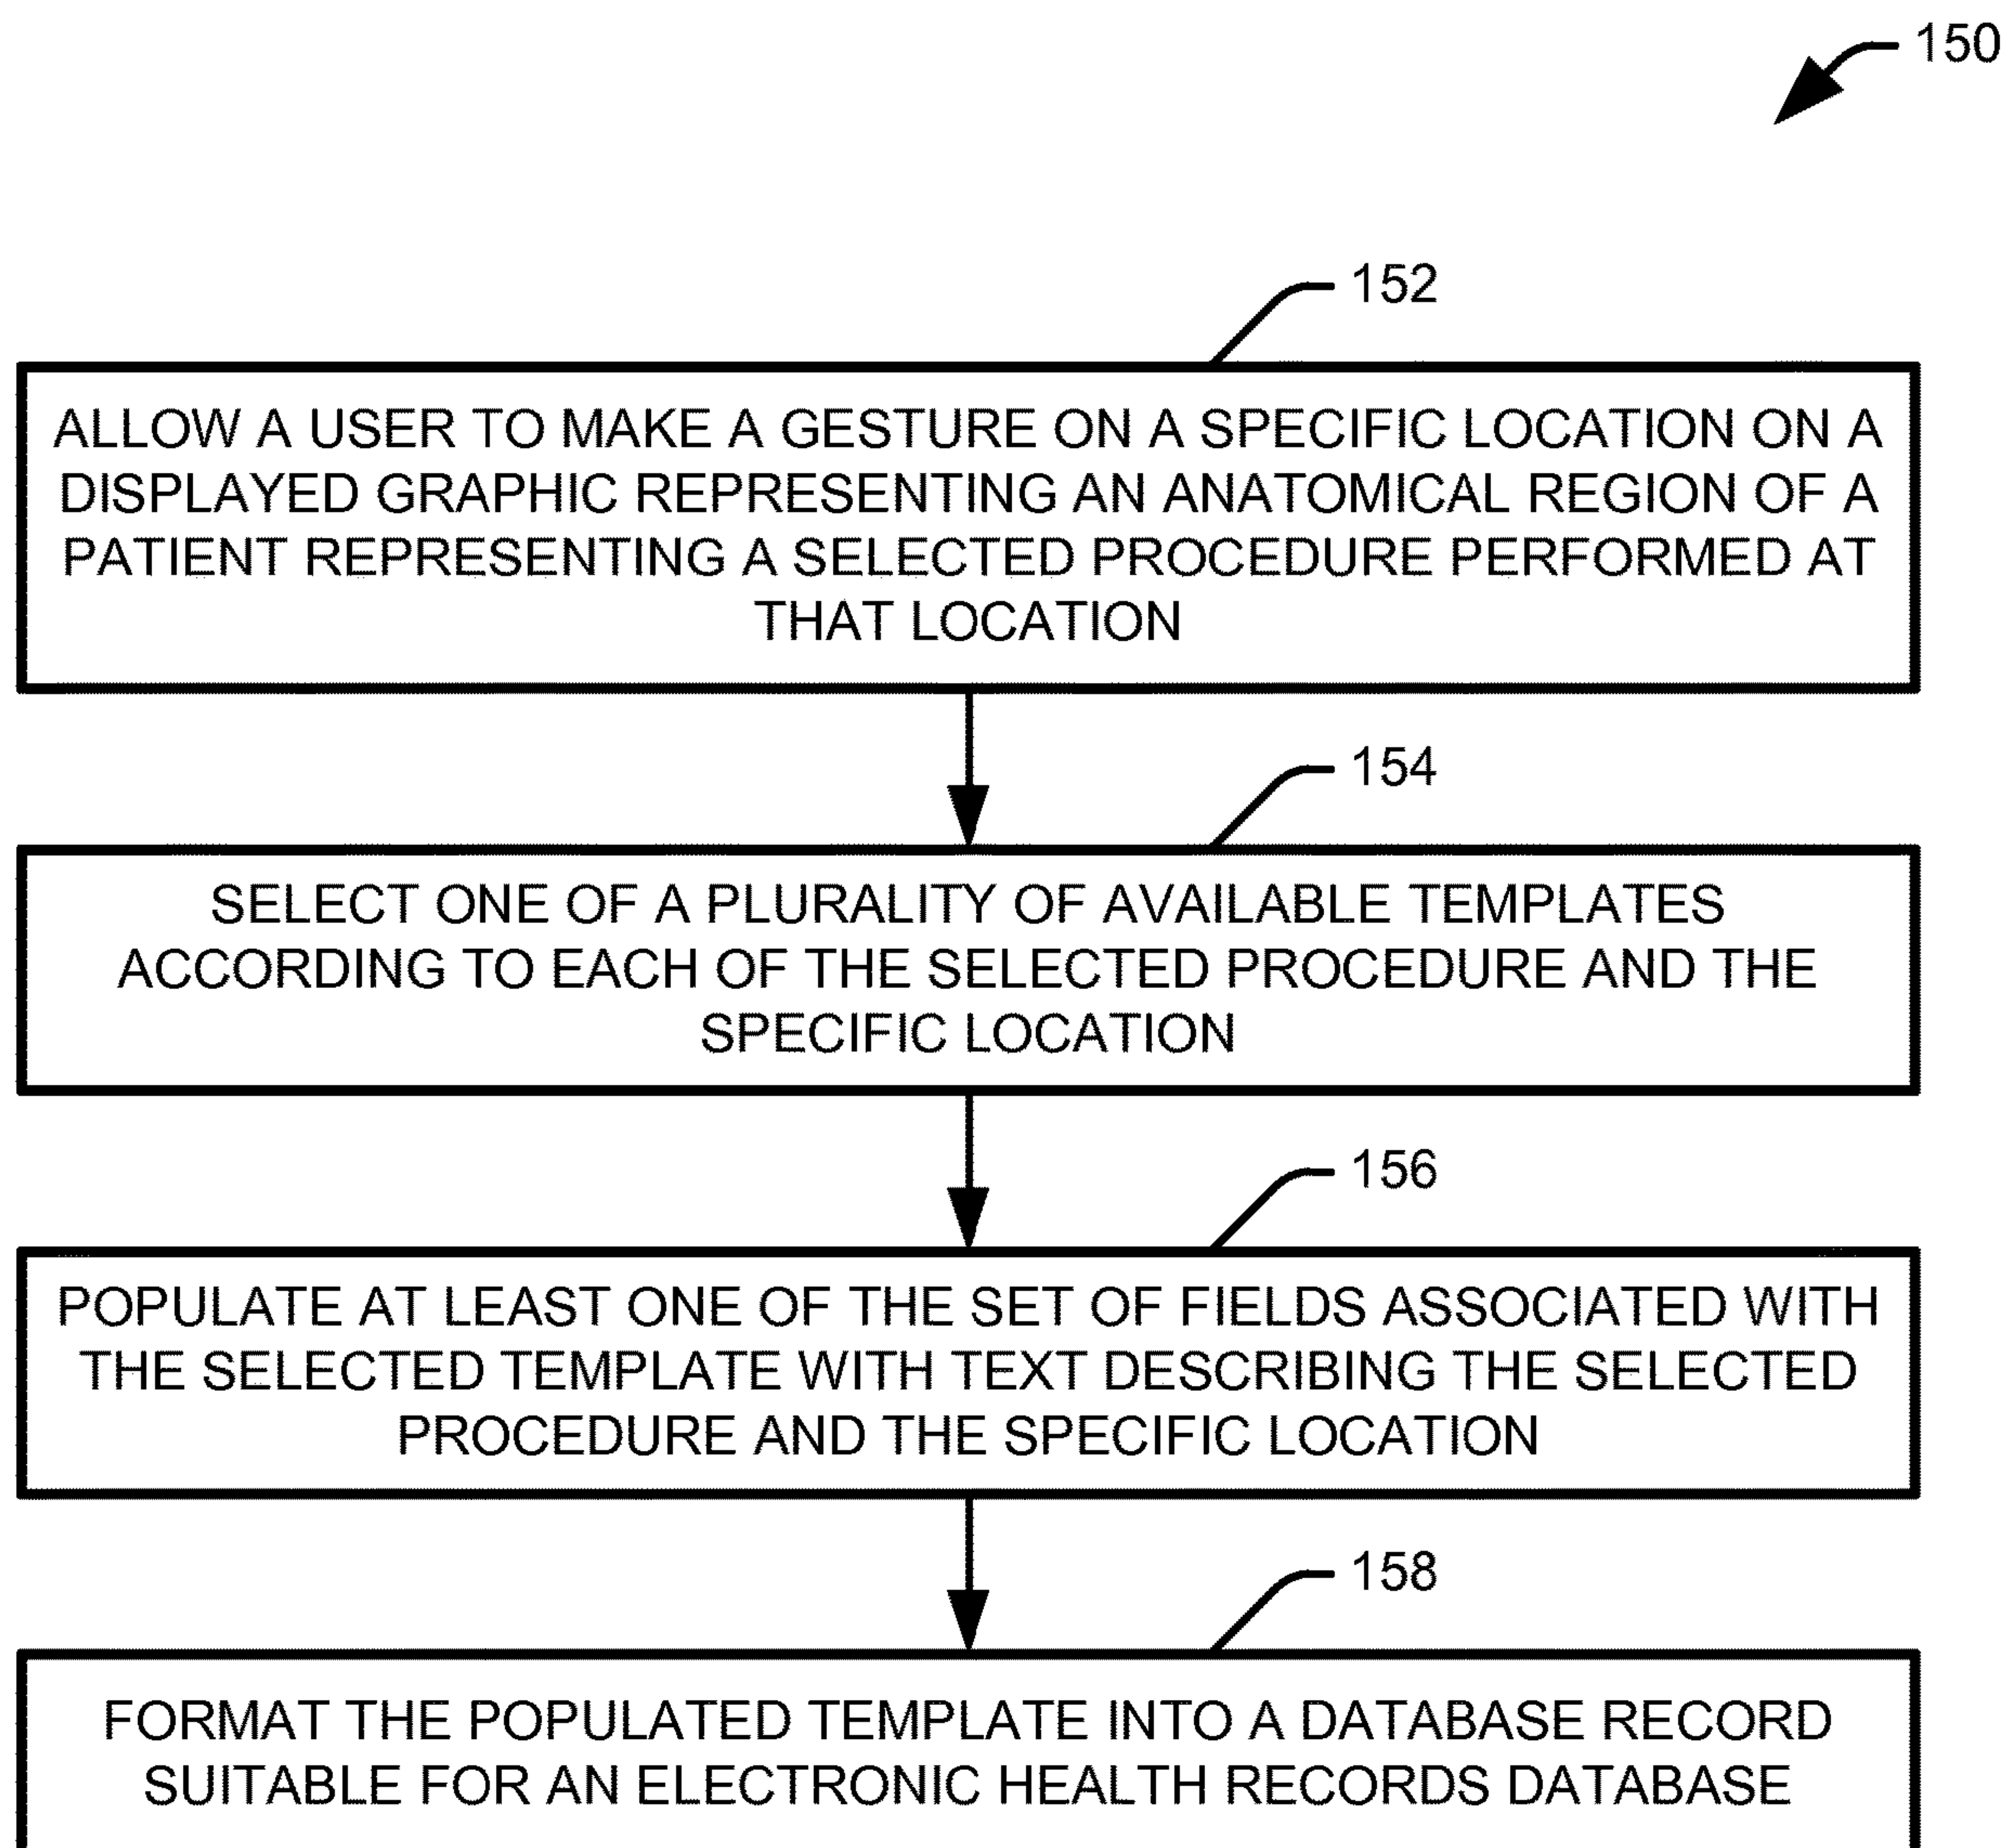 150
152
ALLOW A USER TO MAKE A GESTURE ON A SPECIFIC LOCATION ON A
DISPLAYED GRAPHIC REPRESENTING AN ANATOMICAL REGION OF A
PATIENT REPRESENTING A SELECTED PROCEDURE PERFORMED AT
THAT LOCATION
154
SELECT ONE OF A PLURALITY OF AVAILABLE TEMPLATES
ACCORDING TO EACH OF THE SELECTED PROCEDURE AND THE
SPECIFIC LOCATION
156
POPULATE AT LEAST ONE OF THE SET OF FIELDS ASSOCIATED WITH
THE SELECTED TEMPLATE WITH TEXT DESCRIBING THE SELECTED
PROCEDURE AND THE SPECIFIC LOCATION
158
FORMAT THE POPULATED TEMPLATE INTO A DATABASE RECORD
SUITABLE FOR AN ELECTRONIC HEALTH RECORDS DATABASE